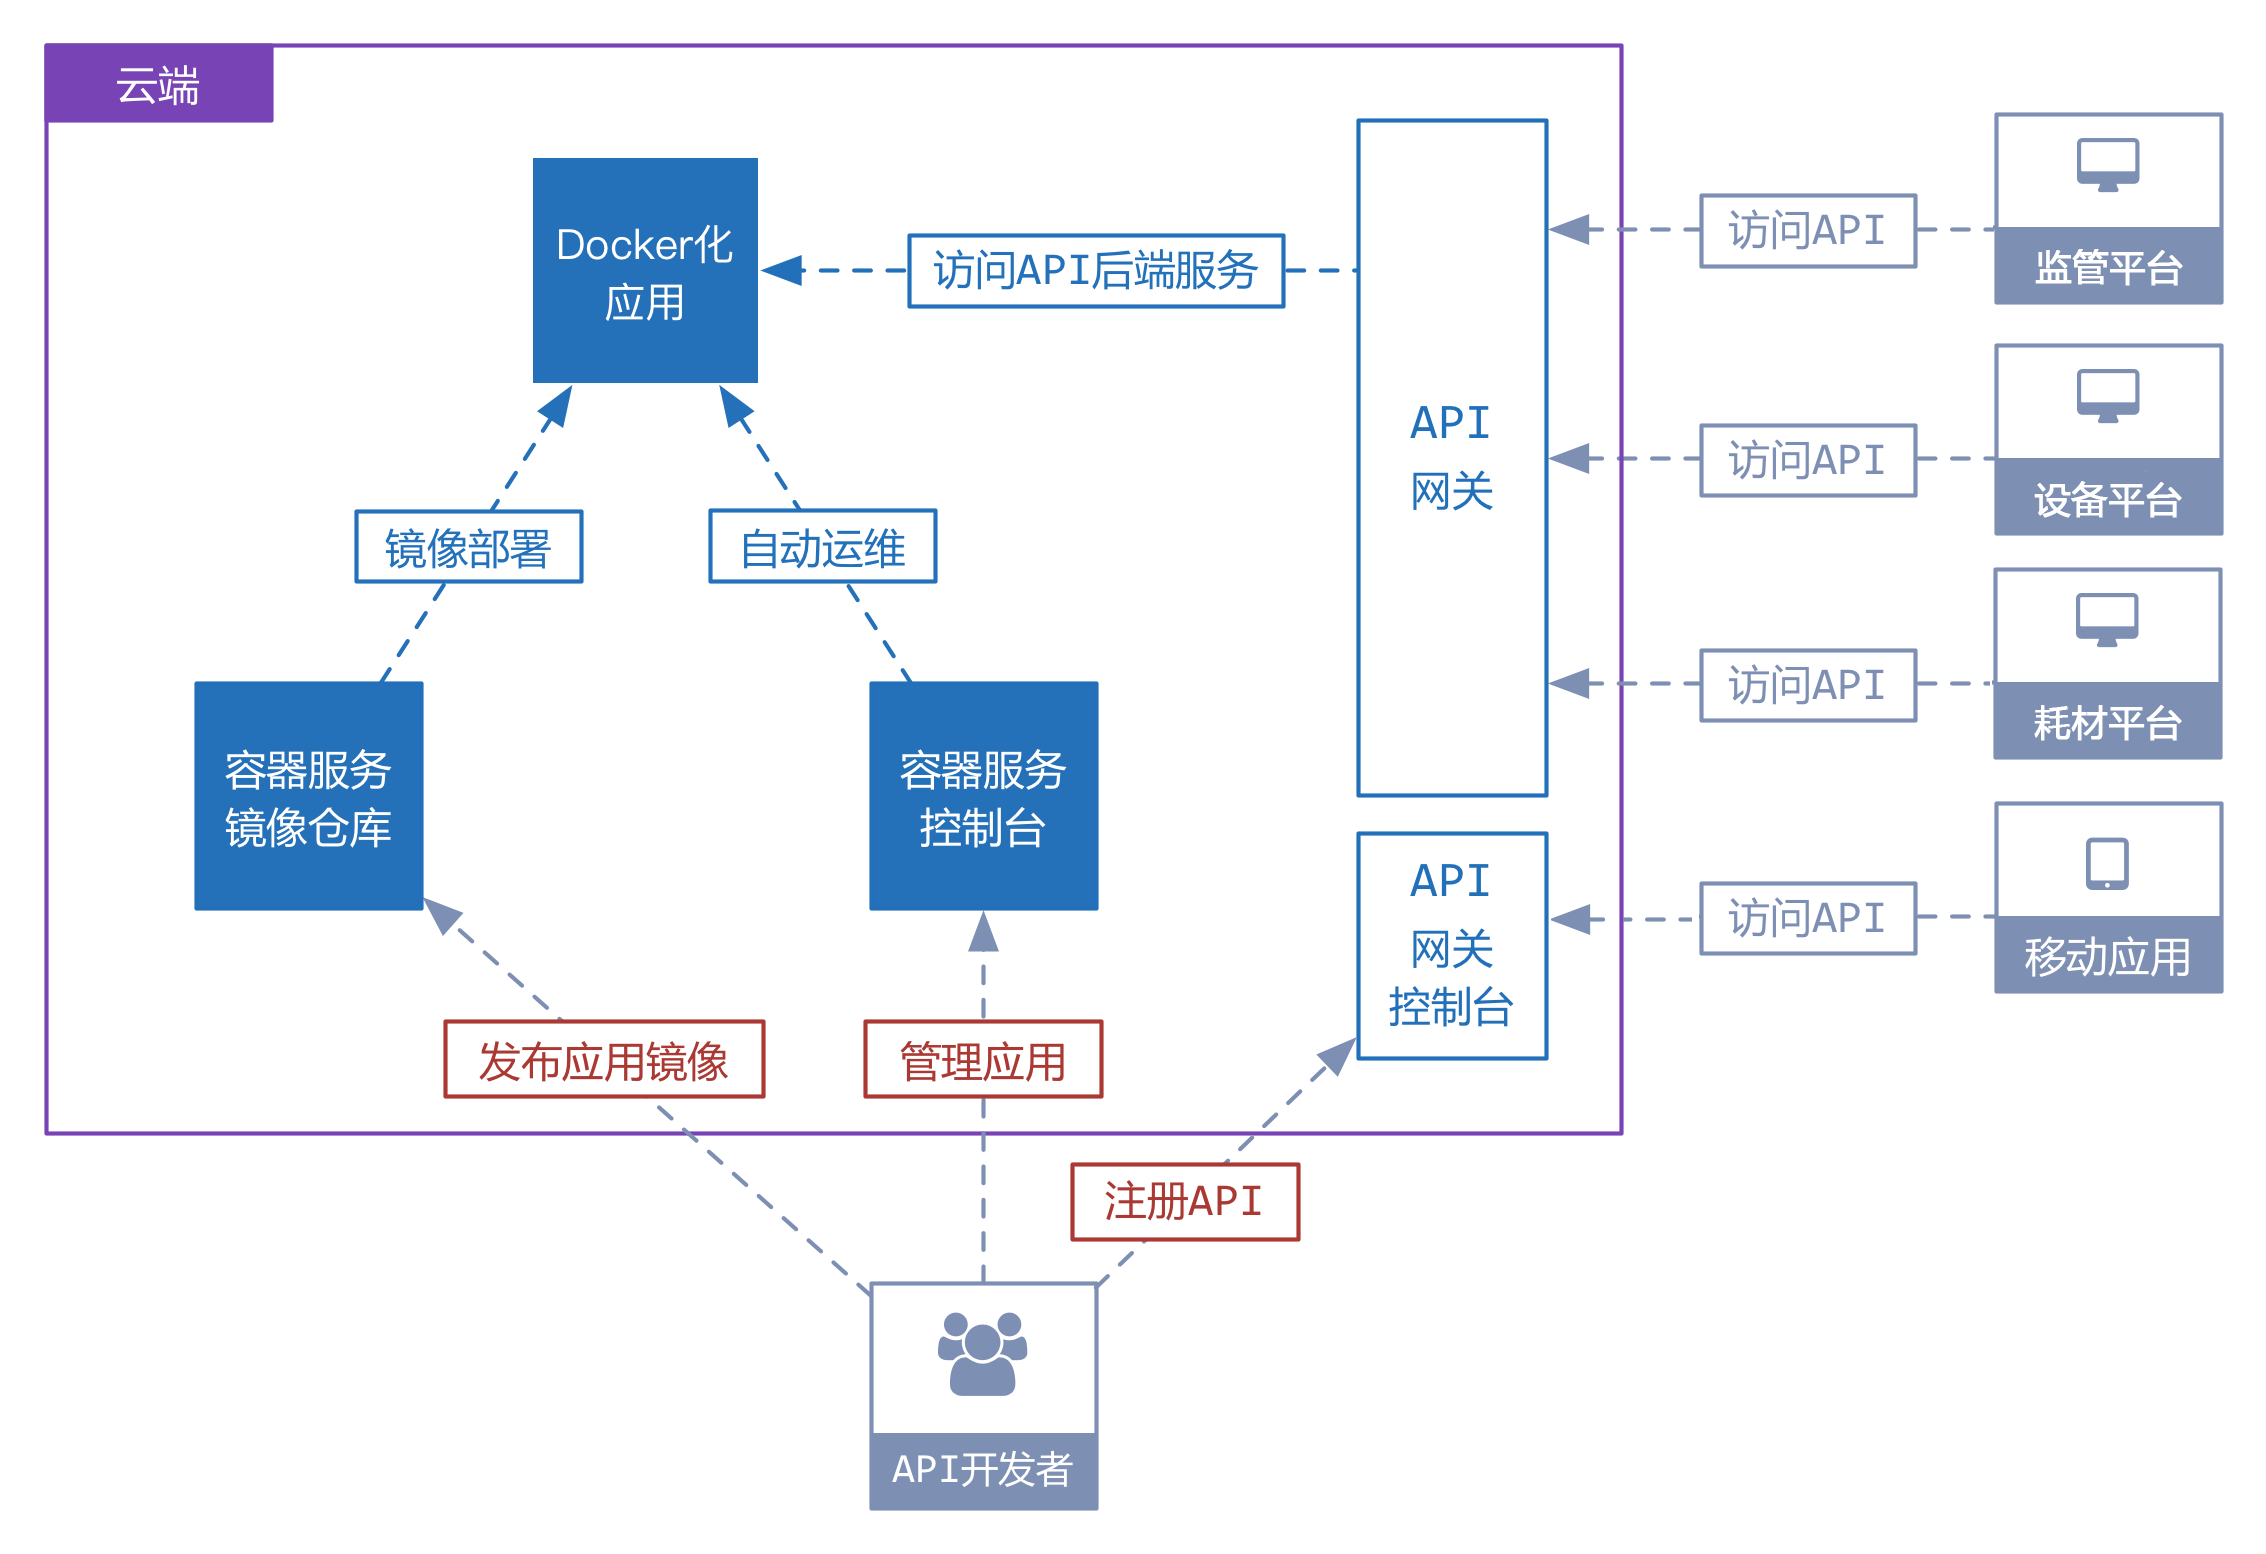 云端
Docker化
应用
访问API后端服务
API
网关
访问API
监管平台
访问API
设备平台
镜像部署
自动运维
访问API
耗材平台
容器服务
镜像仓库
容器服务
控制台
API
网关
控制台
访问API
移动应用
发布应用镜像
管理应用
注册API
API开发者